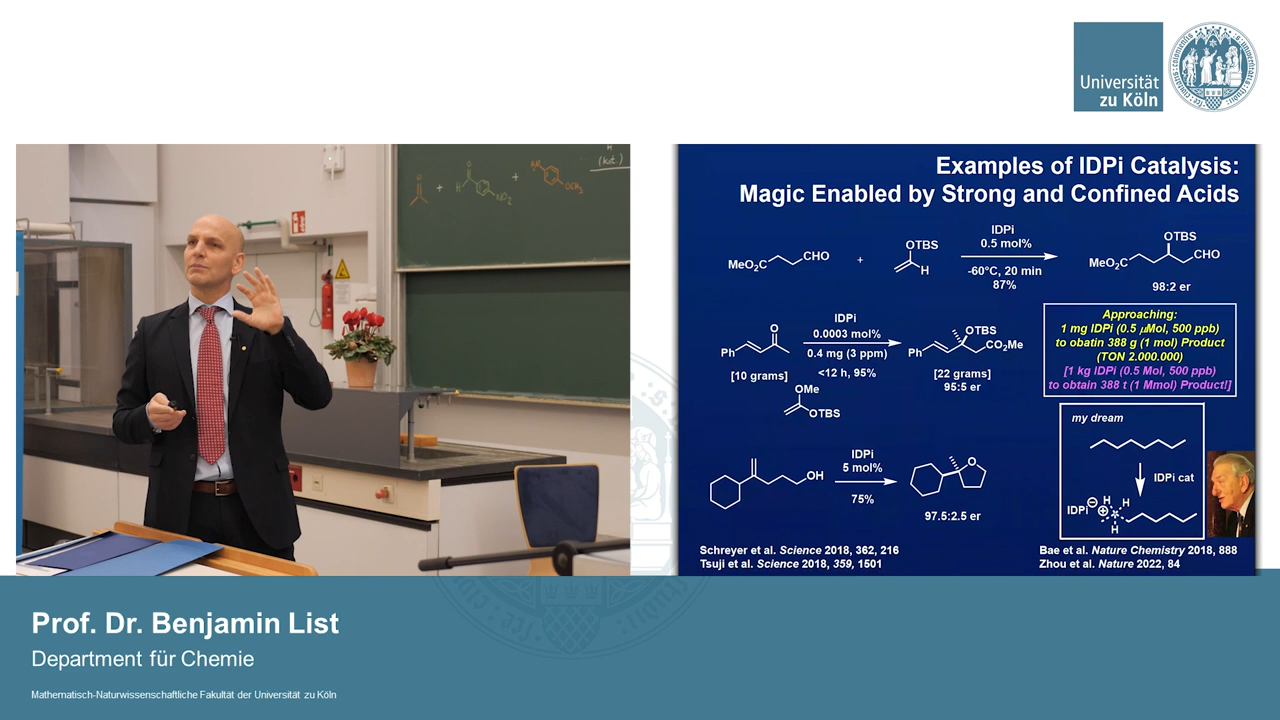 Universität
zu Köln
H
(kat.)
+
+
H
NO2
OCH3
Examples of IDPi Catalysis:
Magic Enabled by Strong and Confined Acids
MeO2C
CHO
+
OTBS
H
IDPi
0.5 mol%
-60°C, 20 min
87%
OTBS
MeO2C
CHO
98:2 er
Ph
O
[10 grams]
IDPi
0.0003 mol%
0.4 mg (3 ppm)
<12 h, 95%
OMe
OTBS
Ph
OTBS
CO2Me
[22 grams]
95:5 er
Approaching:
1 mg IDPi (0.5 µMol, 500 ppb)
to obatin 388 g (1 mol) Product
(TON 2.000.000)
[1 kg IDPi (0.5 Mol, 500 ppb)
to obtain 388 t (1 Mmol) Product!]
OH
IDPi
5 mol%
75%
O
97.5:2.5 er
my dream
IDPi cat
IDPi⊖
⊕
H
H
H
Schreyer et al. Science 2018, 362, 216
Tsuji et al. Science 2018, 359, 1501
Bae et al. Nature Chemistry 2018, 888
Zhou et al. Nature 2022, 84
Prof. Dr. Benjamin List
Department für Chemie
Mathematisch-Naturwissenschaftliche Fakultät der Universität zu Köln